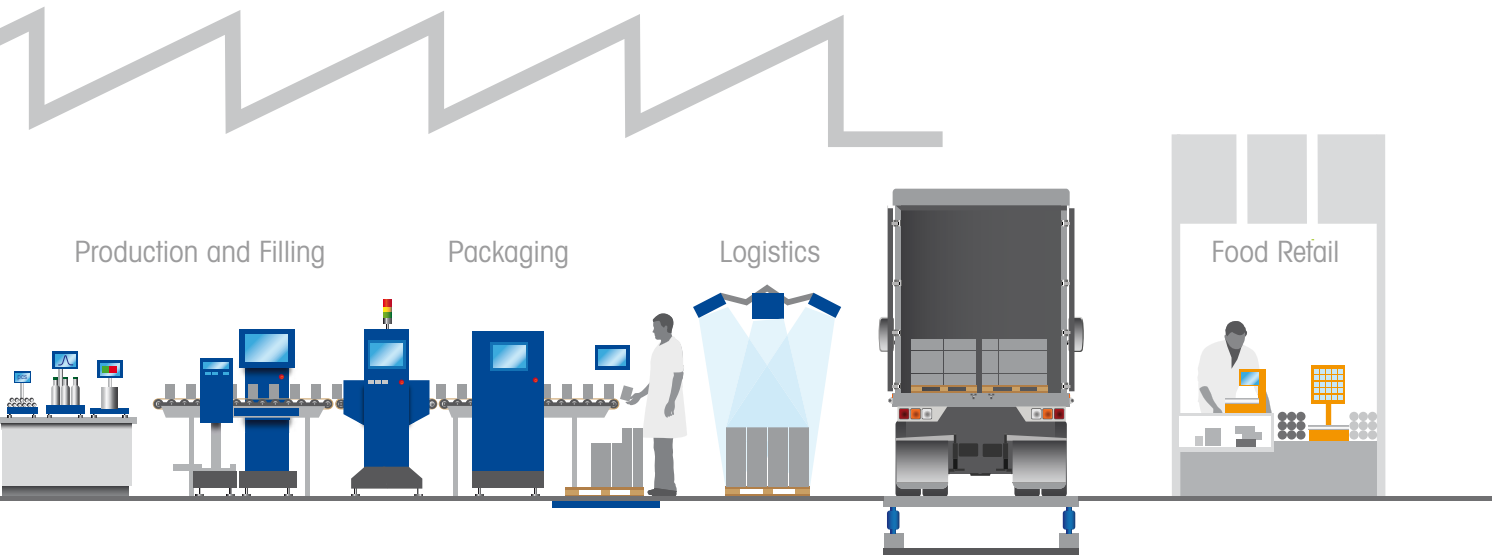 Production and Filling
Packaging
Logistics
Food Retail